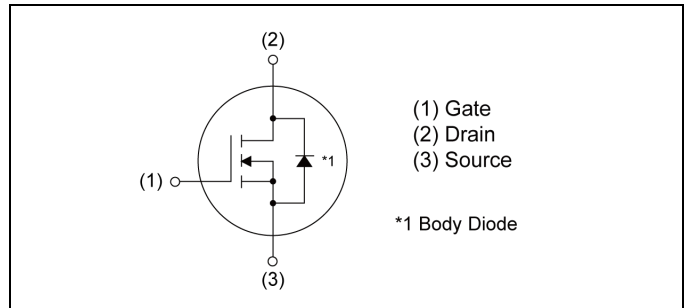 (2)
(1) Gate
(2) Drain
(3) Source
*1
(1)
*1 Body Diode
(3)